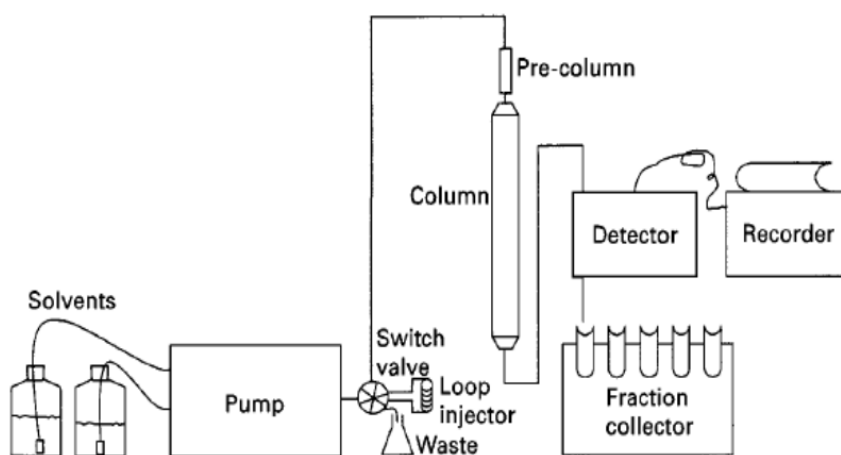 Pre-column
Column
Detector
Recorder
Solvents
Switch
valve
Pump
Loop
injector
Waste
Fraction
collector